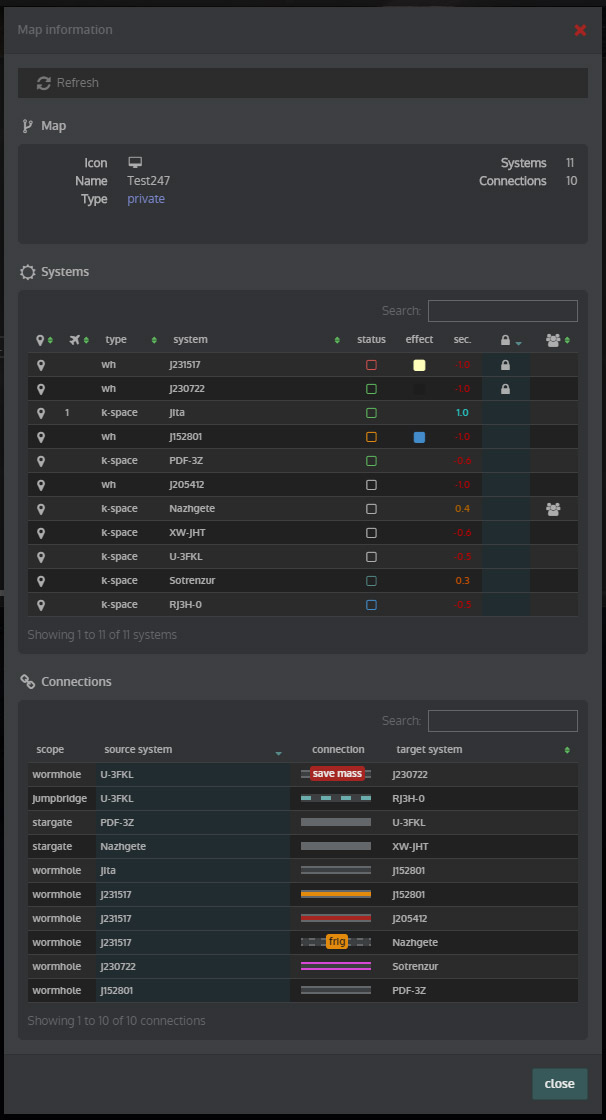 Map information
Refresh
Map
Icon Systems 11
Name Test247 Connections 10
Type private
Systems
Search:
type system status effect sec.
wh J231517 -1.0
wh J230722 -1.0
1 k-space Jita 1.0
wh J152801 -1.0
k-space PDF-3Z -0.6
wh J205412 -1.0
k-space Nazhgete 0.4
k-space XW-JHT -0.6
k-space U-3FKL -0.3
k-space Sotrenzur 0.3
k-space RJ3H-0 -0.3
Showing 1 to 11 of 11 systems
Connections
Search:
scope source system connection target system
wormhole U-3FKL save mass J230722
jumpbridge U-3FKL RJ3H-0
stargate PDF-3Z U-3FKL
stargate Nazhgete XW-JHT
wormhole Jita J152801
wormhole J231517 J152801
wormhole J231517 J205412
wormhole J231517 frig Nazhgete
wormhole J230722 Sotrenzur
wormhole J152801 PDF-3Z
Showing 1 to 10 of 10 connections
close